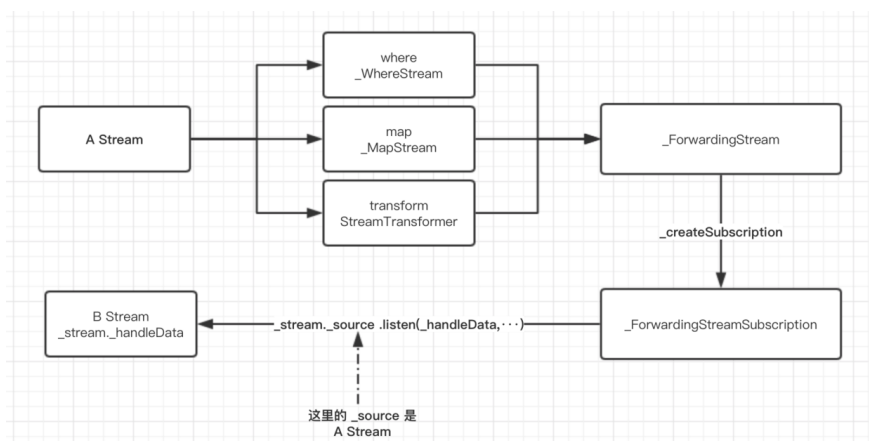 where
_WhereStream
A Stream
map
_MapStream
_ForwardingStream
transform
StreamTransformer
_createSubscription
B Stream
_stream._handleData
_stream._source .listen(_handleData,···)
_ForwardingStreamSubscription
这里的 _source 是
A Stream